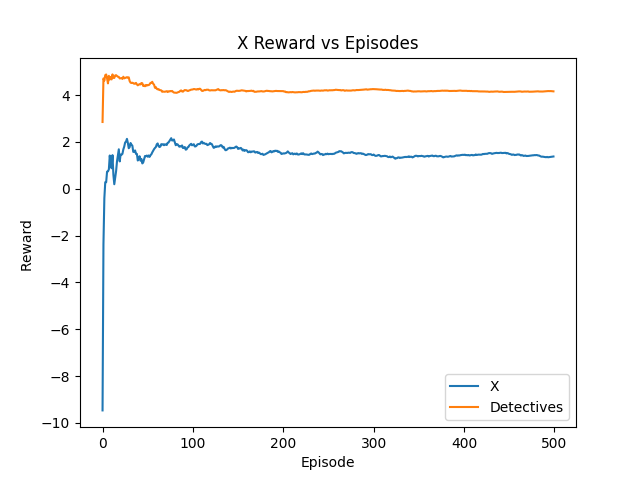 X Reward vs Episodes
Reward
4
2
0
−2
−4
−6
−8
−10
0 100 200 300 400 500
Episode
X
Detectives